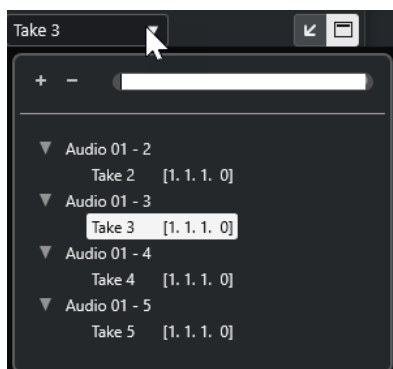 Take 3
+ −
Audio 01 - 2
Take 2 [1. 1. 1. 0]
Audio 01 - 3
Take 3 [1. 1. 1. 0]
Audio 01 - 4
Take 4 [1. 1. 1. 0]
Audio 01 - 5
Take 5 [1. 1. 1. 0]